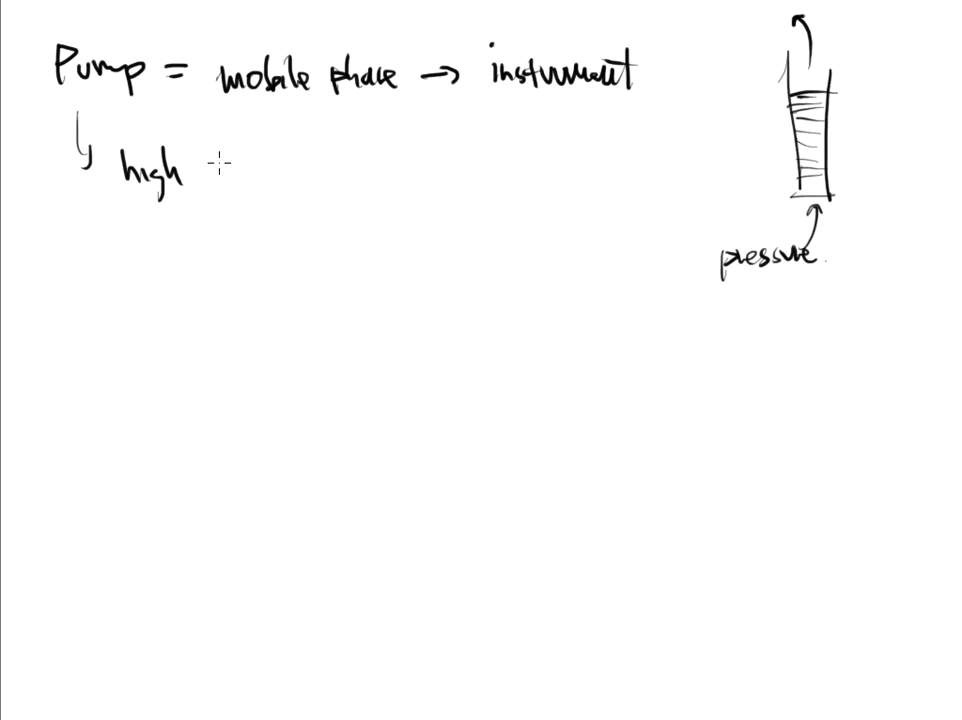 Pump = mobile phase → instrument
↳ high
pressure.